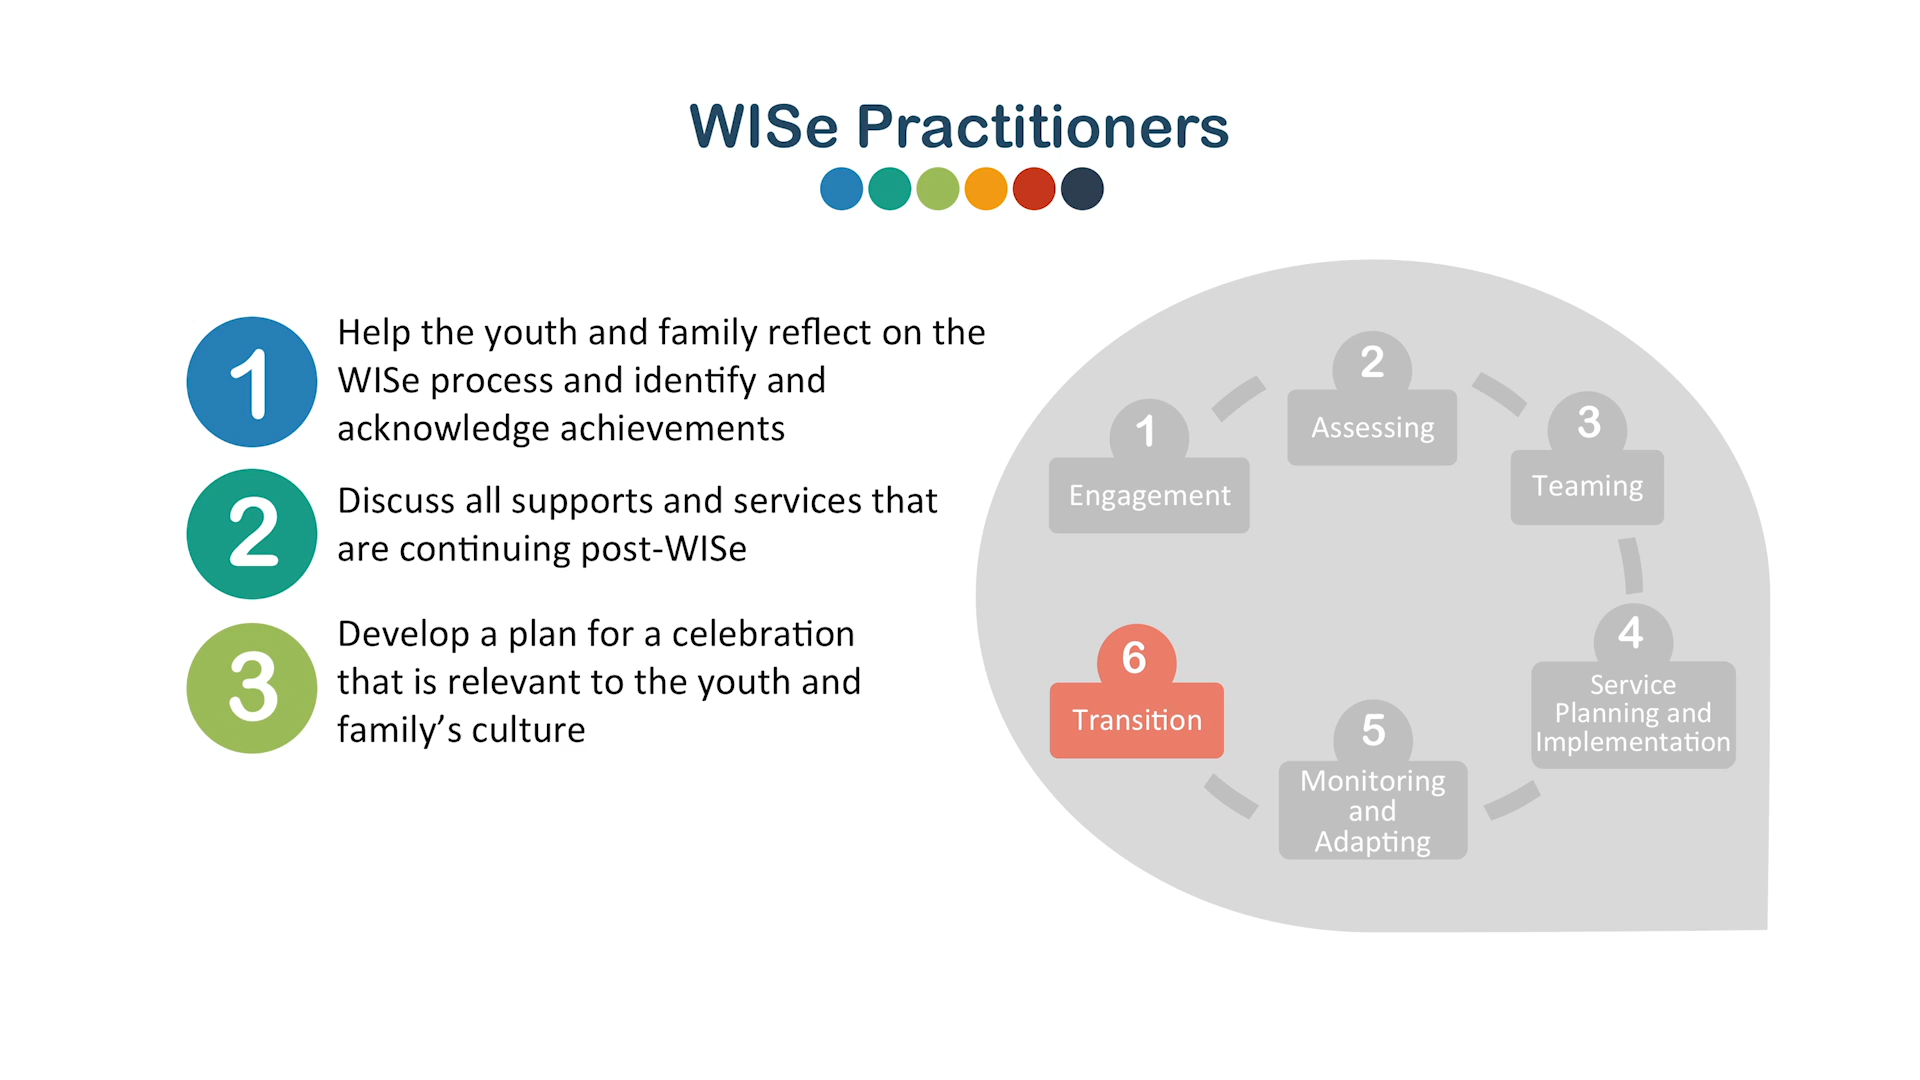 WISe Practitioners
1
Help the youth and family reflect on the
WISe process and identify and
acknowledge achievements
2
Discuss all supports and services that
are continuing post-WISe
3
Develop a plan for a celebration
that is relevant to the youth and
family’s culture
1
Engagement
2
Assessing
3
Teaming
4
Service
Planning and
Implementation
5
Monitoring
and
Adapting
6
Transition